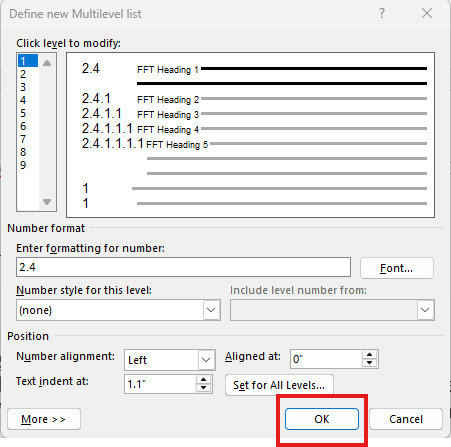 Define new Multilevel list
?
Click level to modify:
1
2
3
4
5
6
7
8
9
2.4 FFT Heading 1
2.4.1 FFT Heading 2
2.4.1.1 FFT Heading 3
2.4.1.1.1 FFT Heading 4
2.4.1.1.1.1 FFT Heading 5
1
1
Number format
Enter formatting for number:
2.4
Font...
Number style for this level: Include level number from:
(none)
Position
Number alignment: Left Aligned at: 0"
Text indent at: 1.1" Set for All Levels...
More >> OK Cancel